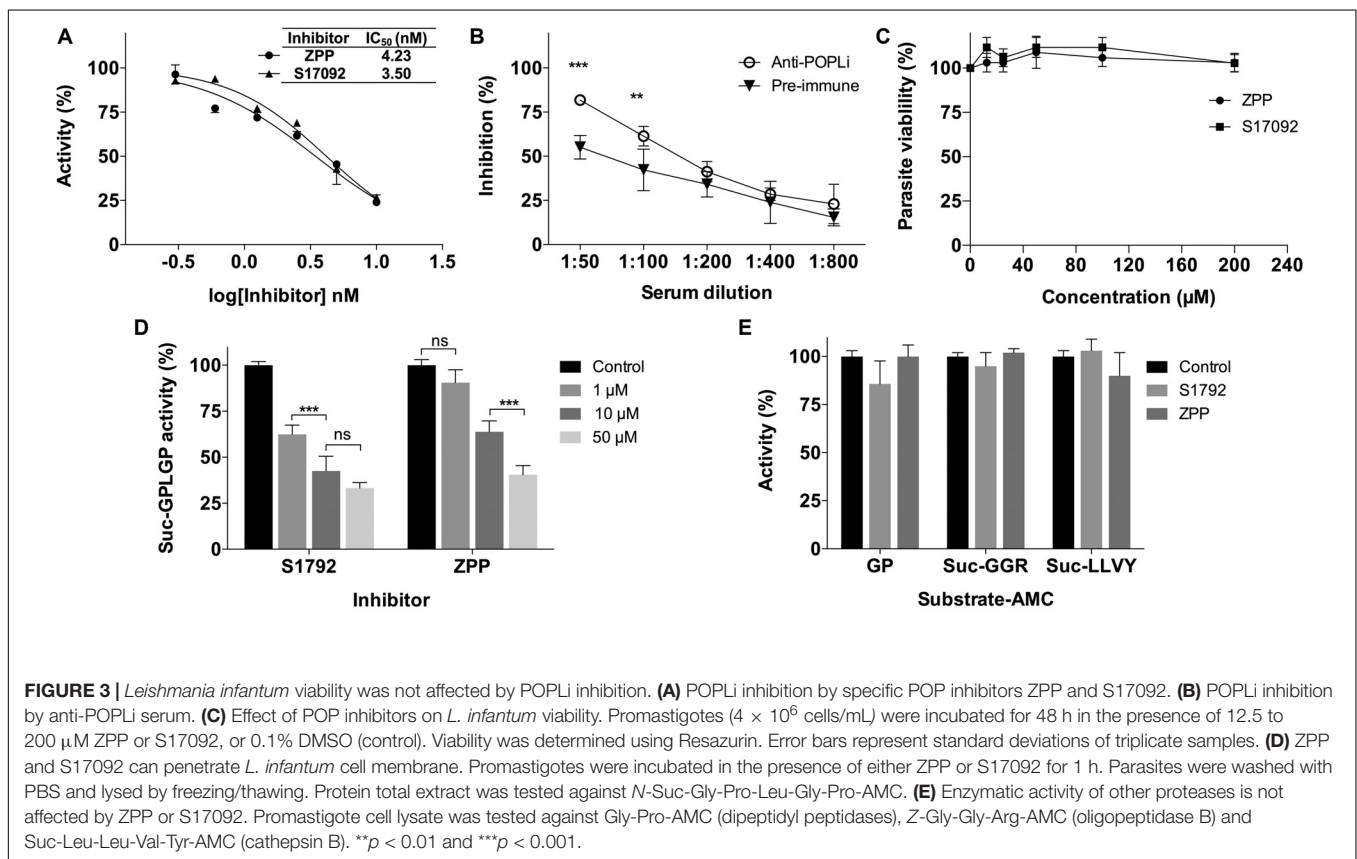 A
Inhibitor IC50 (nM)
ZPP 4.23
S17092 3.50
100
75
50
25
0
Activity (%)
-0.5 0.0 0.5 1.0 1.5
log[Inhibitor] nM
B
Anti-POPLi
Pre-immune
***
**
100
75
50
25
0
Inhibition (%)
1:50 1:100 1:200 1:400 1:800
Serum dilution
C
100
75
50
25
0
Parasite viablility (%)
ZPP
S17092
0 40 80 120 160 200 240
Concentration (µM)
D
100
75
50
25
0
Suc-GPLGP activity (%)
***
ns
ns
***
Control
1 µM
10 µM
50 µM
S1792 ZPP
Inhibitor
E
100
75
50
25
0
Activity (%)
Control
S1792
ZPP
GP Suc-GGR Suc-LLVY
Substrate-AMC
FIGURE 3 | Leishmania infantum viability was not affected by POPLi inhibition. (A) POPLi inhibition by specific POP inhibitors ZPP and S17092. (B) POPLi inhibition
by anti-POPLi serum. (C) Effect of POP inhibitors on L. infantum viability. Promastigotes (4 × 10⁶ cells/mL) were incubated for 48 h in the presence of 12.5 to
200 µM ZPP or S17092, or 0.1% DMSO (control). Viability was determined using Resazurin. Error bars represent standard deviations of triplicate samples. (D) ZPP
and S17092 can penetrate L. infantum cell membrane. Promastigotes were incubated in the presence of either ZPP or S17092 for 1 h. Parasites were washed with
PBS and lysed by freezing/thawing. Protein total extract was tested against N-Suc-Gly-Pro-Leu-Gly-Pro-AMC. (E) Enzymatic activity of other proteases is not
affected by ZPP or S17092. Promastigote cell lysate was tested against Gly-Pro-AMC (dipeptidyl peptidases), Z-Gly-Gly-Arg-AMC (oligopeptidase B) and
Suc-Leu-Leu-Val-Tyr-AMC (cathepsin B). **p < 0.01 and ***p < 0.001.